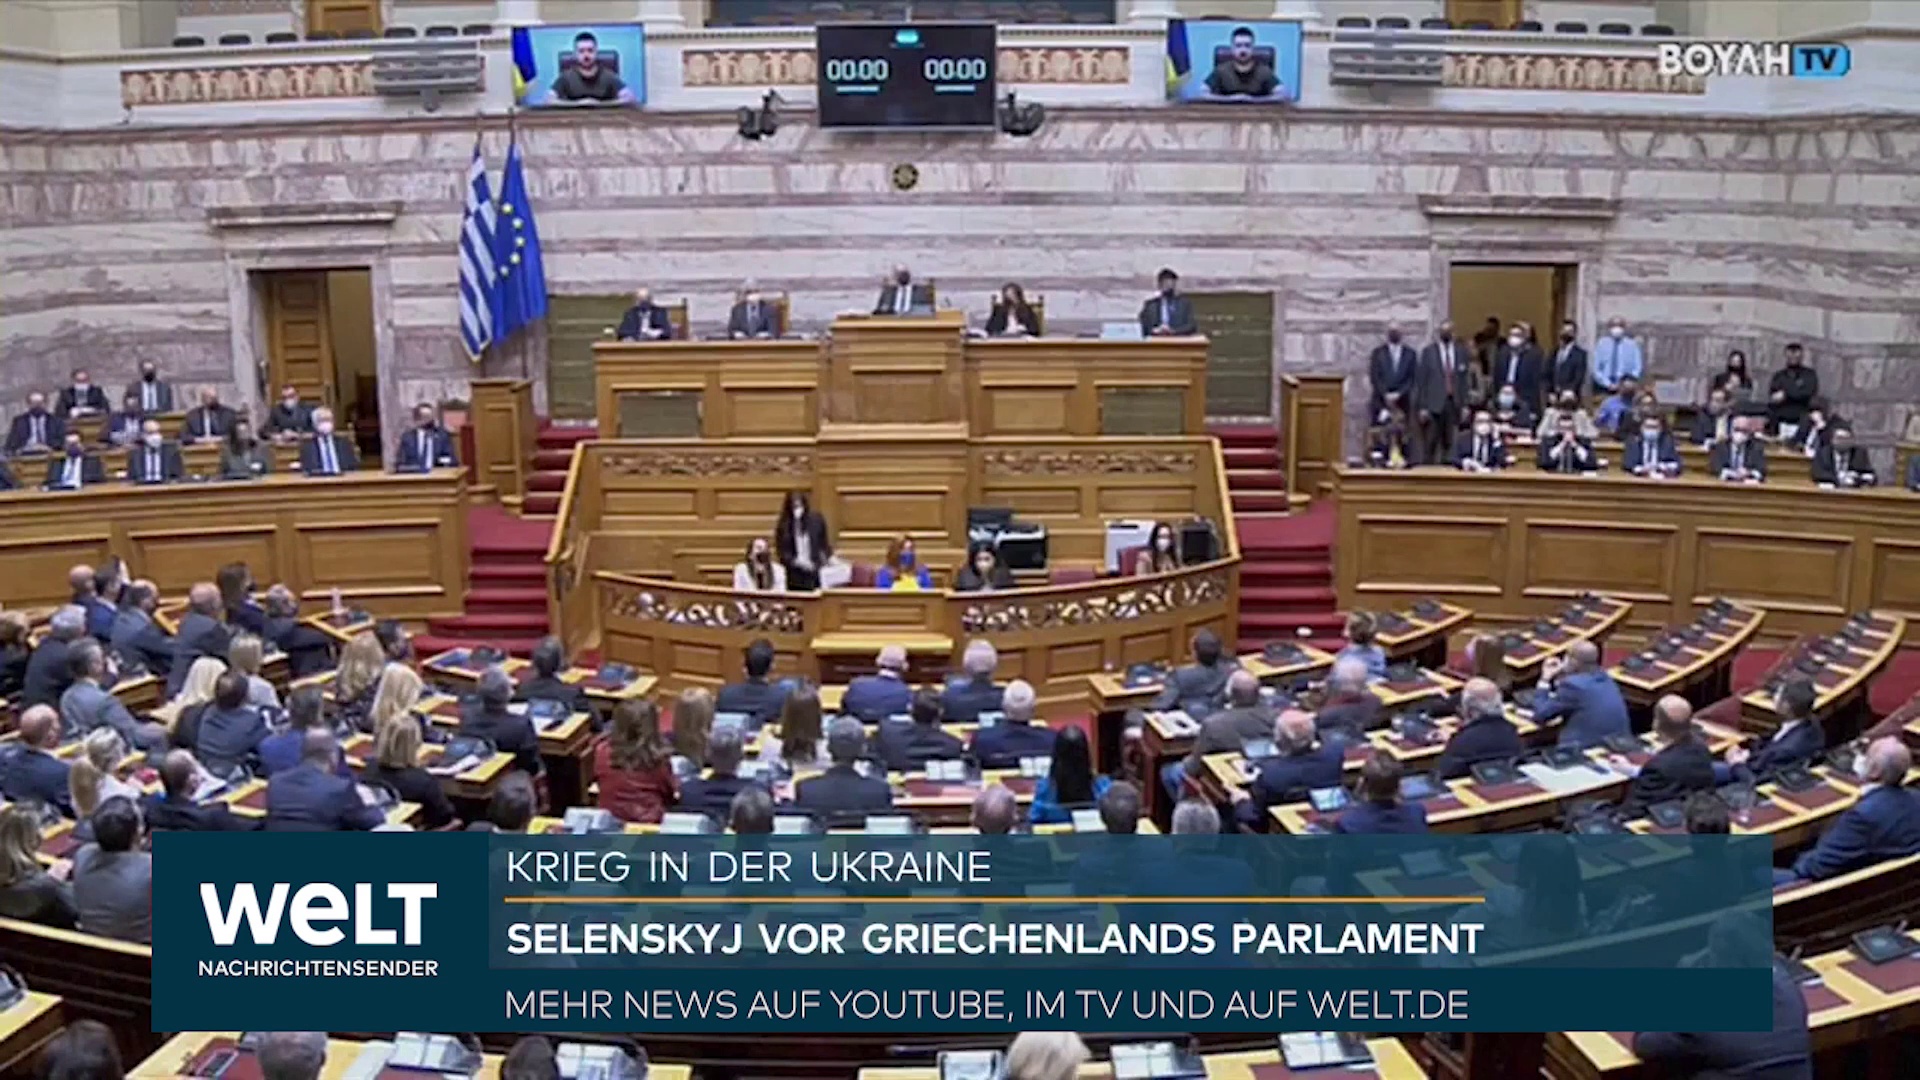 00:00 00:00
ΒΟΥΛΗ TV
KRIEG IN DER UKRAINE
welt
NACHRICHTENSENDER
SELENSKYJ VOR GRIECHENLANDS PARLAMENT
MEHR NEWS AUF YOUTUBE, IM TV UND AUF WELT.DE